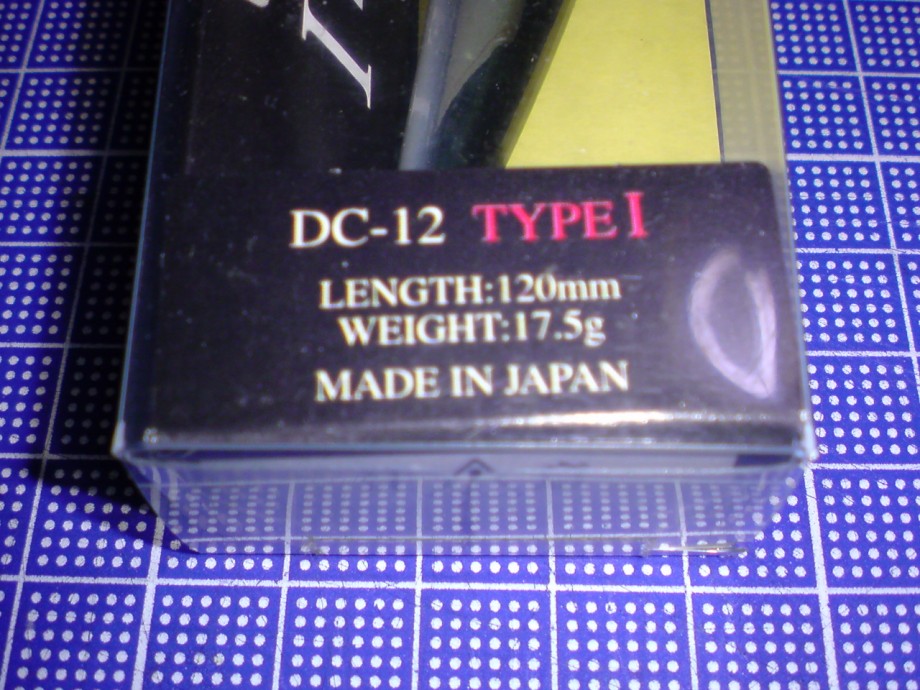 DC-12 TYPE I
LENGTH:120mm
WEIGHT:17.5g
MADE IN JAPAN